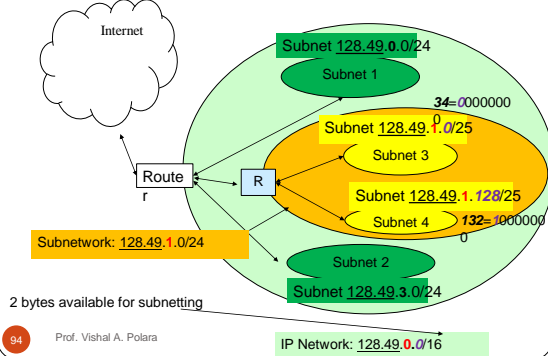 Internet
Subnet 128.49.0.0/24
Subnet 1
34=0000000
0
Subnet 128.49.1.0/25
Subnet 3
Route
r
R
Subnet 128.49.1.128/25
Subnet 4
132=1000000
0
Subnetwork: 128.49.1.0/24
Subnet 2
Subnet 128.49.3.0/24
2 bytes available for subnetting
94
Prof. Vishal A. Polara
IP Network: 128.49.0.0/16